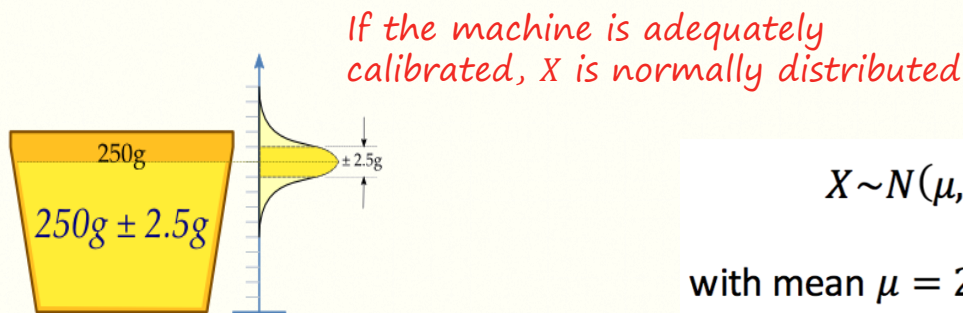 If the machine is adequately
calibrated, X is normally distributed
250g
± 2.5g
250g ± 2.5g
X~N(μ,
with mean μ = 2